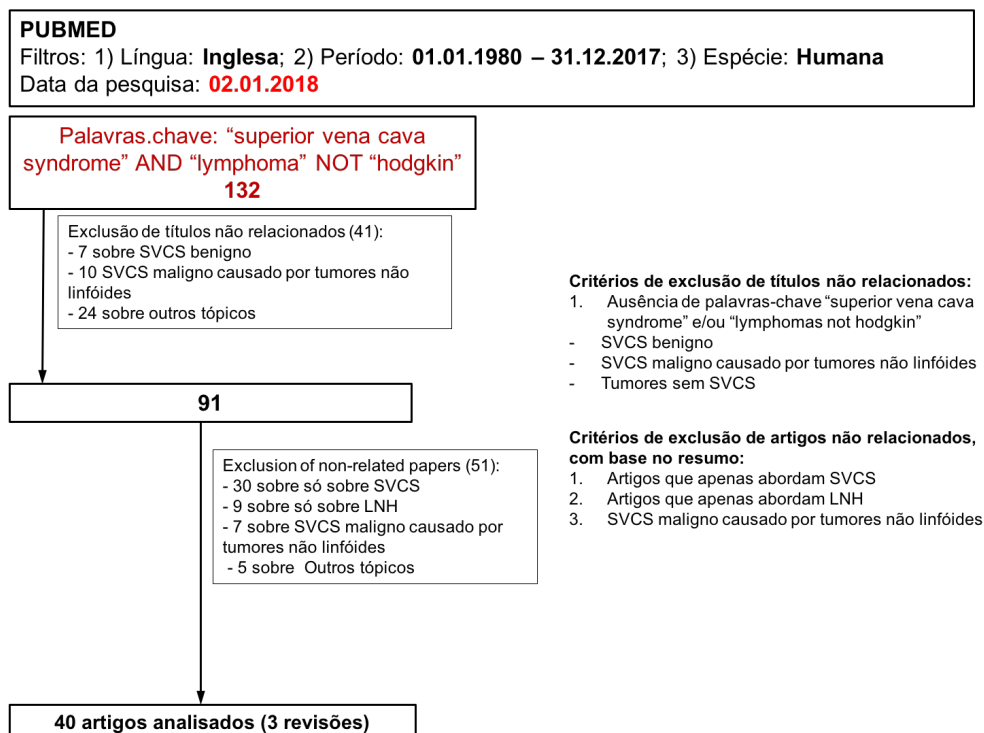 PUBMED
Filtros: 1) Língua: Inglesa; 2) Período: 01.01.1980 – 31.12.2017; 3) Espécie: Humana
Data da pesquisa: 02.01.2018
Palavras.chave: “superior vena cava
syndrome” AND “lymphoma” NOT “hodgkin”
132
Exclusão de títulos não relacionados (41):
- 7 sobre SVCS benigno
- 10 SVCS maligno causado por tumores não
linfóides
- 24 sobre outros tópicos
91
Exclusion of non-related papers (51):
- 30 sobre só sobre SVCS
- 9 sobre só sobre LNH
- 7 sobre SVCS maligno causado por
tumores não linfóides
- 5 sobre Outros tópicos
40 artigos analisados (3 revisões)
Critérios de exclusão de títulos não relacionados:
1. Ausência de palavras-chave “superior vena cava
syndrome” e/ou “lymphomas not hodgkin”
- SVCS benigno
- SVCS maligno causado por tumores não linfóides
- Tumores sem SVCS
Critérios de exclusão de artigos não relacionados,
com base no resumo:
1. Artigos que apenas abordam SVCS
2. Artigos que apenas abordam LNH
3. SVCS maligno causado por tumores não linfóides